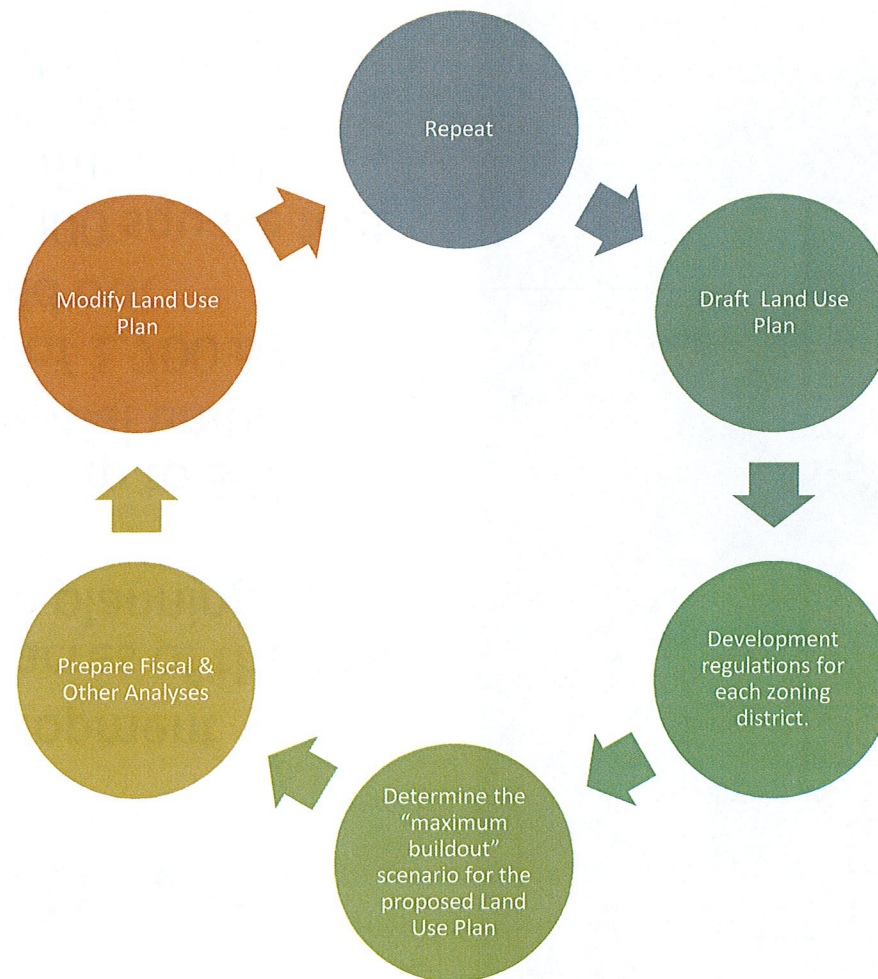 Repeat
Draft Land Use
Plan
Development
regulations for
each zoning
district.
Determine the
“maximum
buildout”
scenario for the
proposed Land
Use Plan
Prepare Fiscal &
Other Analyses
Modify Land Use
Plan